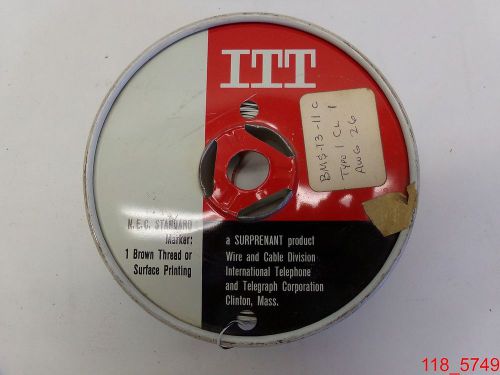 ITT
BMS-13-11 C
TYPE 1 CL 1
AWG 26
N.E.C. STANDARD
Marker:
1 Brown Thread or
Surface Printing
a SURPRENANT product
Wire and Cable Division
International Telephone
and Telegraph Corporation
Clinton, Mass.
118_5749